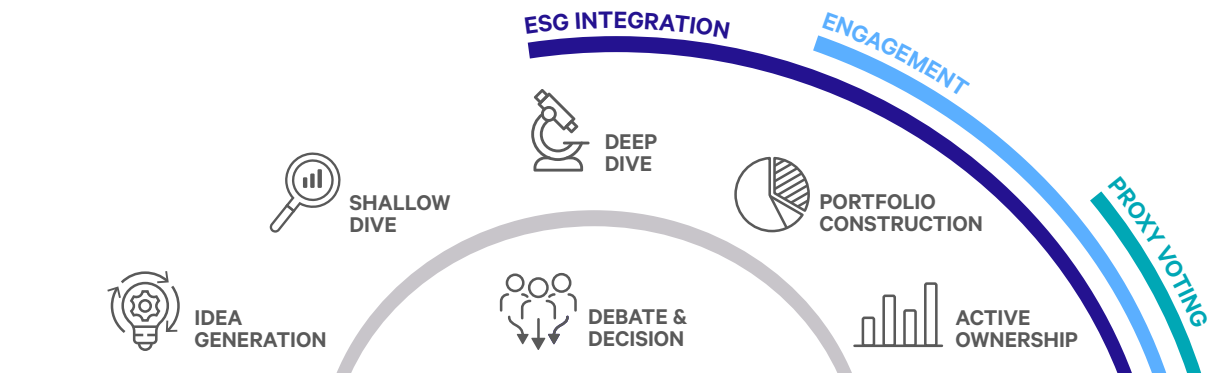 ESG INTEGRATION
ENGAGEMENT
PROXY VOTING
DEEP
DIVE
SHALLOW
DIVE
PORTFOLIO
CONSTRUCTION
IDEA
GENERATION
DEBATE &
DECISION
ACTIVE
OWNERSHIP